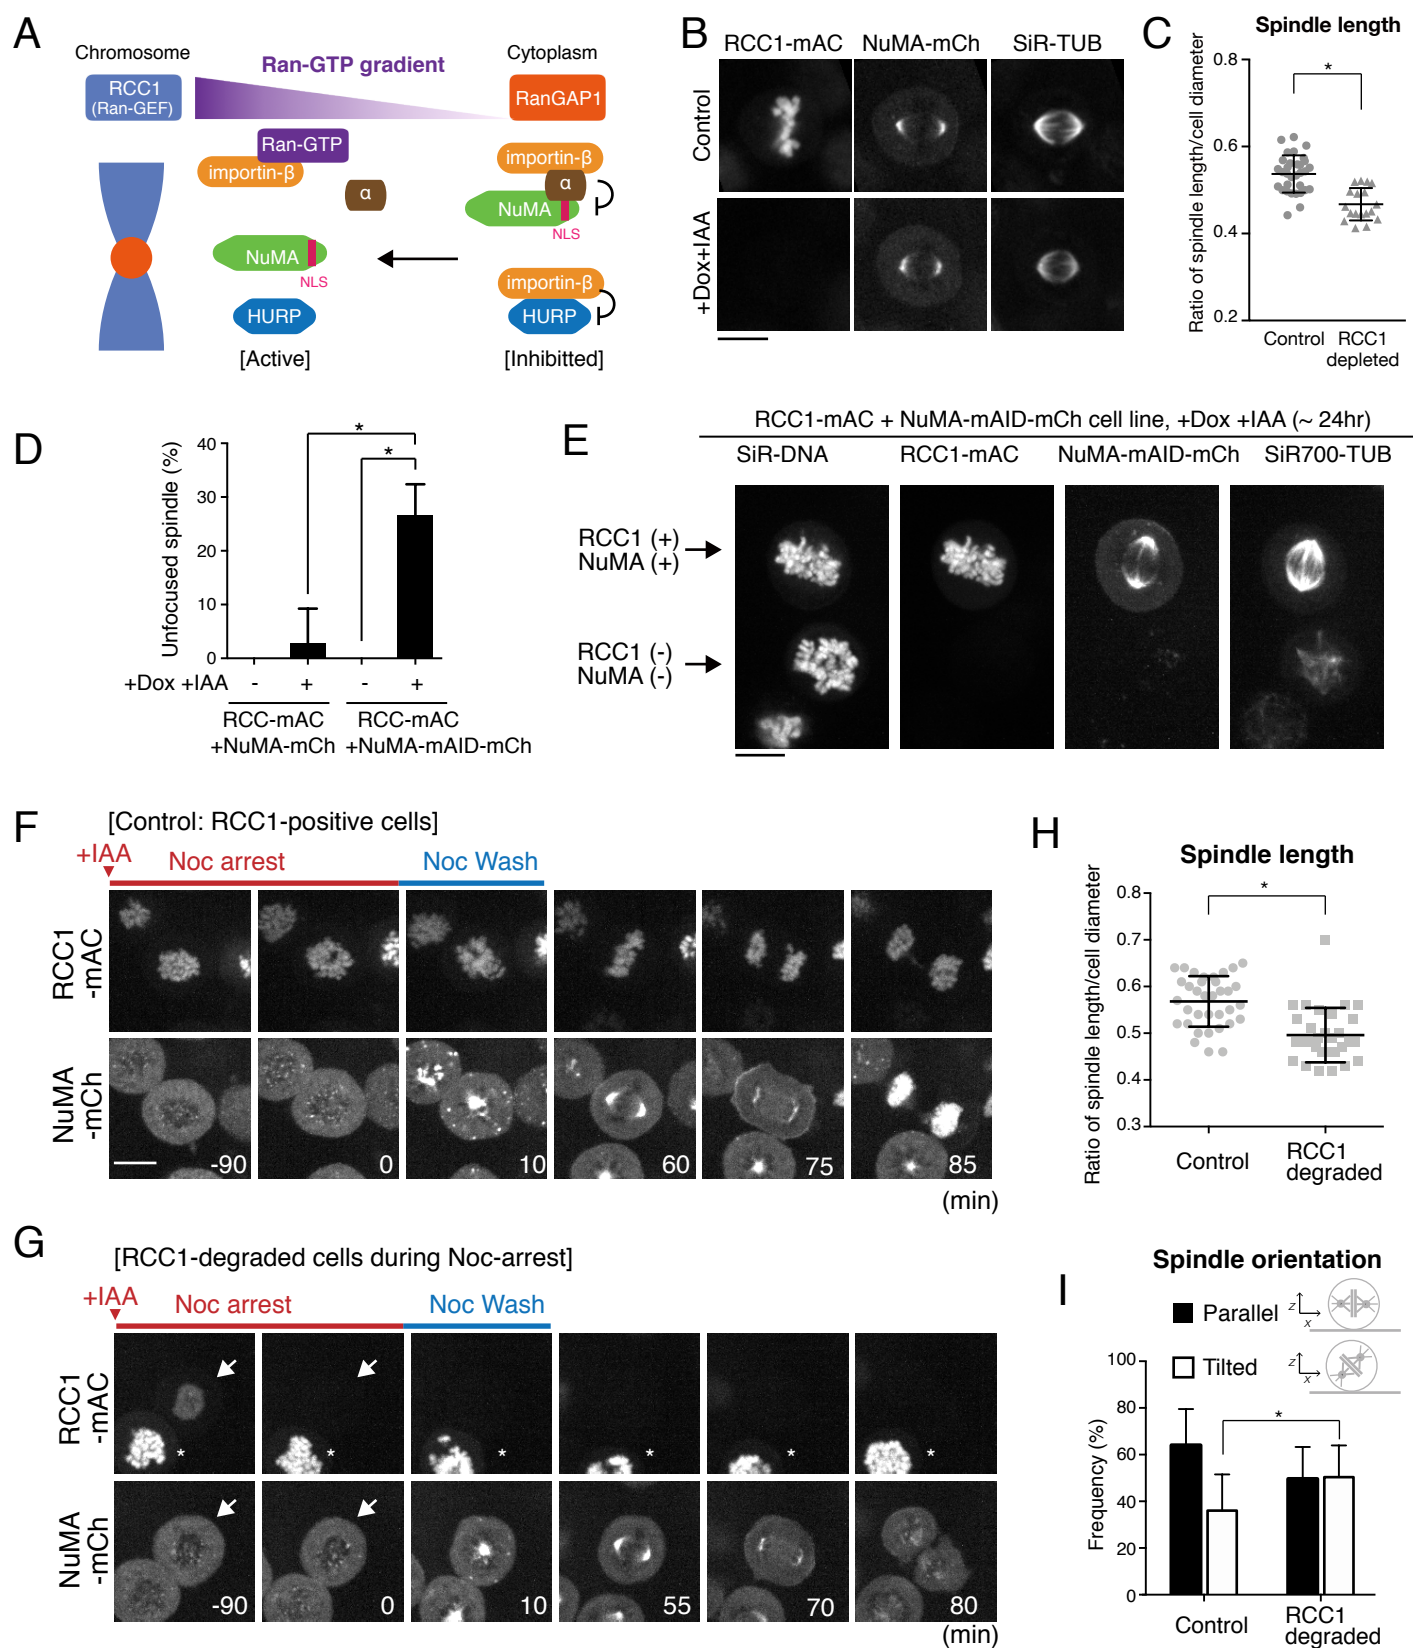 A
Chromosome
Cytoplasm
RCC1
(Ran-GEF)
Ran-GTP gradient
RanGAP1
Ran-GTP
importin-β
α
importin-β
α
NuMA
NLS
NuMA
NLS
importin-β
HURP
HURP
[Active]
[Inhibitted]
B
RCC1-mAC
NuMA-mCh
SiR-TUB
Control
+Dox+IAA
C
Spindle length
Ratio of spindle length/cell diameter
0.8
0.6
0.4
0.2
*
Control
RCC1
depleted
D
Unfocused spindle (%)
40
30
20
10
0
*
*
+Dox +IAA
-
+
-
+
RCC-mAC
+NuMA-mCh
RCC-mAC
+NuMA-mAID-mCh
E
RCC1-mAC + NuMA-mAID-mCh cell line, +Dox +IAA (~ 24hr)
SiR-DNA
RCC1-mAC
NuMA-mAID-mCh
SiR700-TUB
RCC1 (+)
NuMA (+)
RCC1 (-)
NuMA (-)
F
[Control: RCC1-positive cells]
+IAA
Noc arrest
Noc Wash
RCC1
-mAC
NuMA
-mCh
-90
0
10
60
75
85
(min)
G
[RCC1-degraded cells during Noc-arrest]
+IAA
Noc arrest
Noc Wash
RCC1
-mAC
*
*
*
*
*
*
NuMA
-mCh
-90
0
10
55
70
80
(min)
H
Spindle length
Ratio of spindle length/cell diameter
0.8
0.7
0.6
0.5
0.4
0.3
*
Control
RCC1
degraded
I
Spindle orientation
Parallel
z
x
Tilted
z
x
Frequency (%)
100
80
60
40
20
0
*
Control
RCC1
degraded